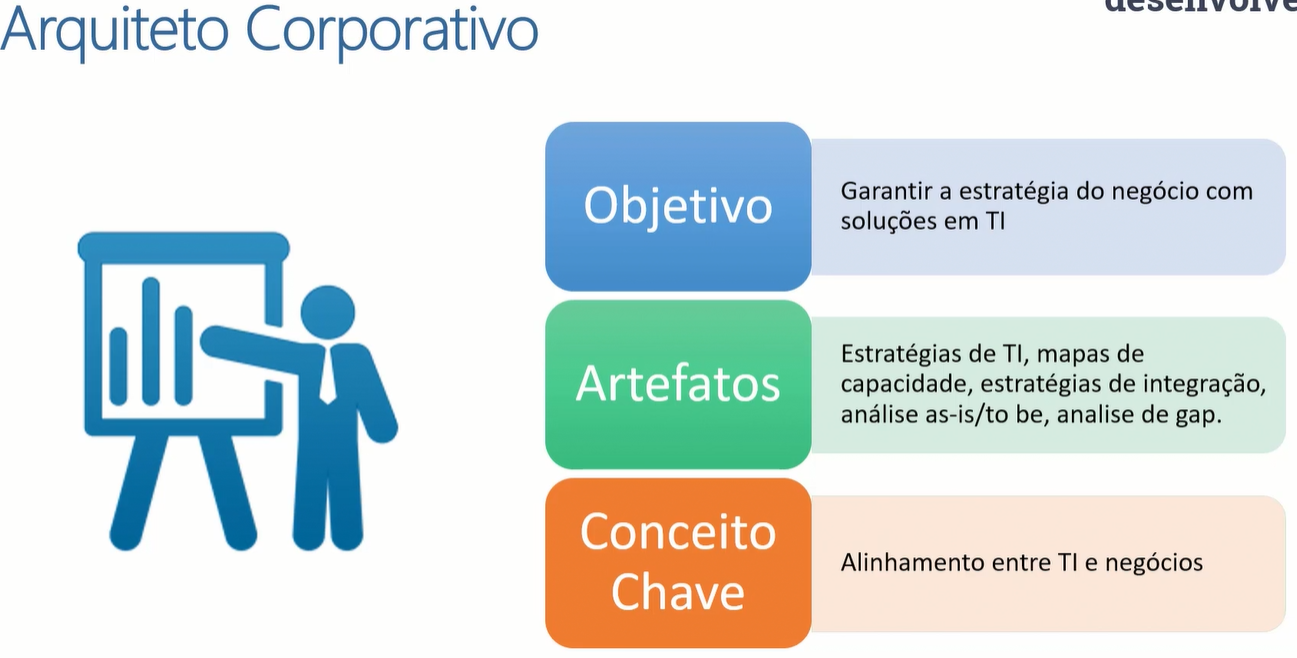 desenvolve
Arquiteto Corporativo
Objetivo
Garantir a estratégia do negócio com
soluções em TI
Artefatos
Estratégias de TI, mapas de
capacidade, estratégias de integração,
análise as-is/to be, analise de gap.
Conceito
Chave
Alinhamento entre TI e negócios